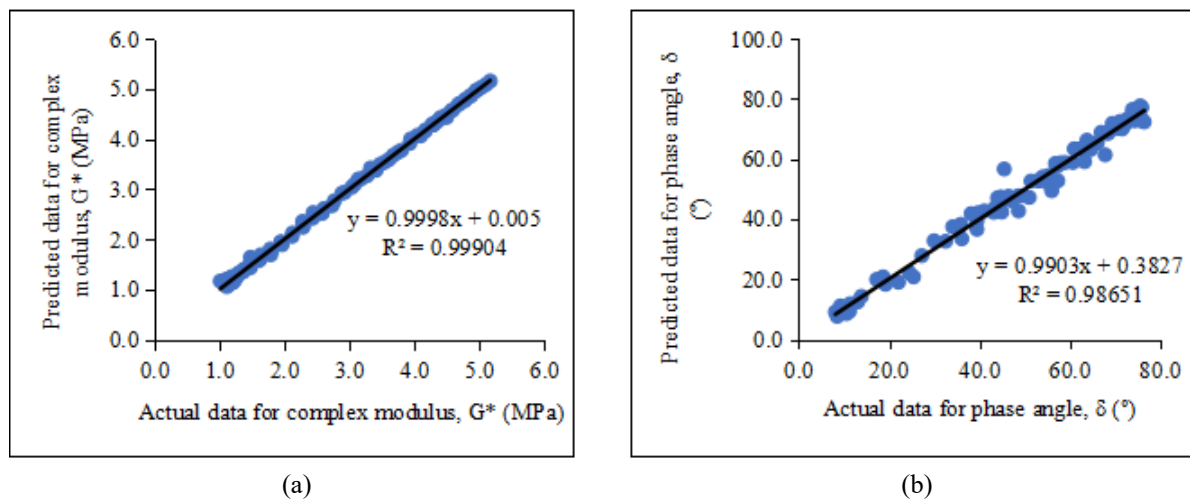 6.0
5.0
4.0
3.0
2.0
1.0
0.0
Predicted data for complex
m odulus, G* (MPa)
y = 0.9998x + 0.005
R² = 0.99904
0.0 1.0 2.0 3.0 4.0 5.0 6.0
Actual data for complex modulus, G* (MPa)
(a)
100.0
80.0
60.0
40.0
20.0
0.0
Predicted data for phase angle, δ
(°)
y = 0.9903x + 0.3827
R² = 0.98651
0.0 20.0 40.0 60.0 80.0
Actual data for phase angle, δ (°)
(b)